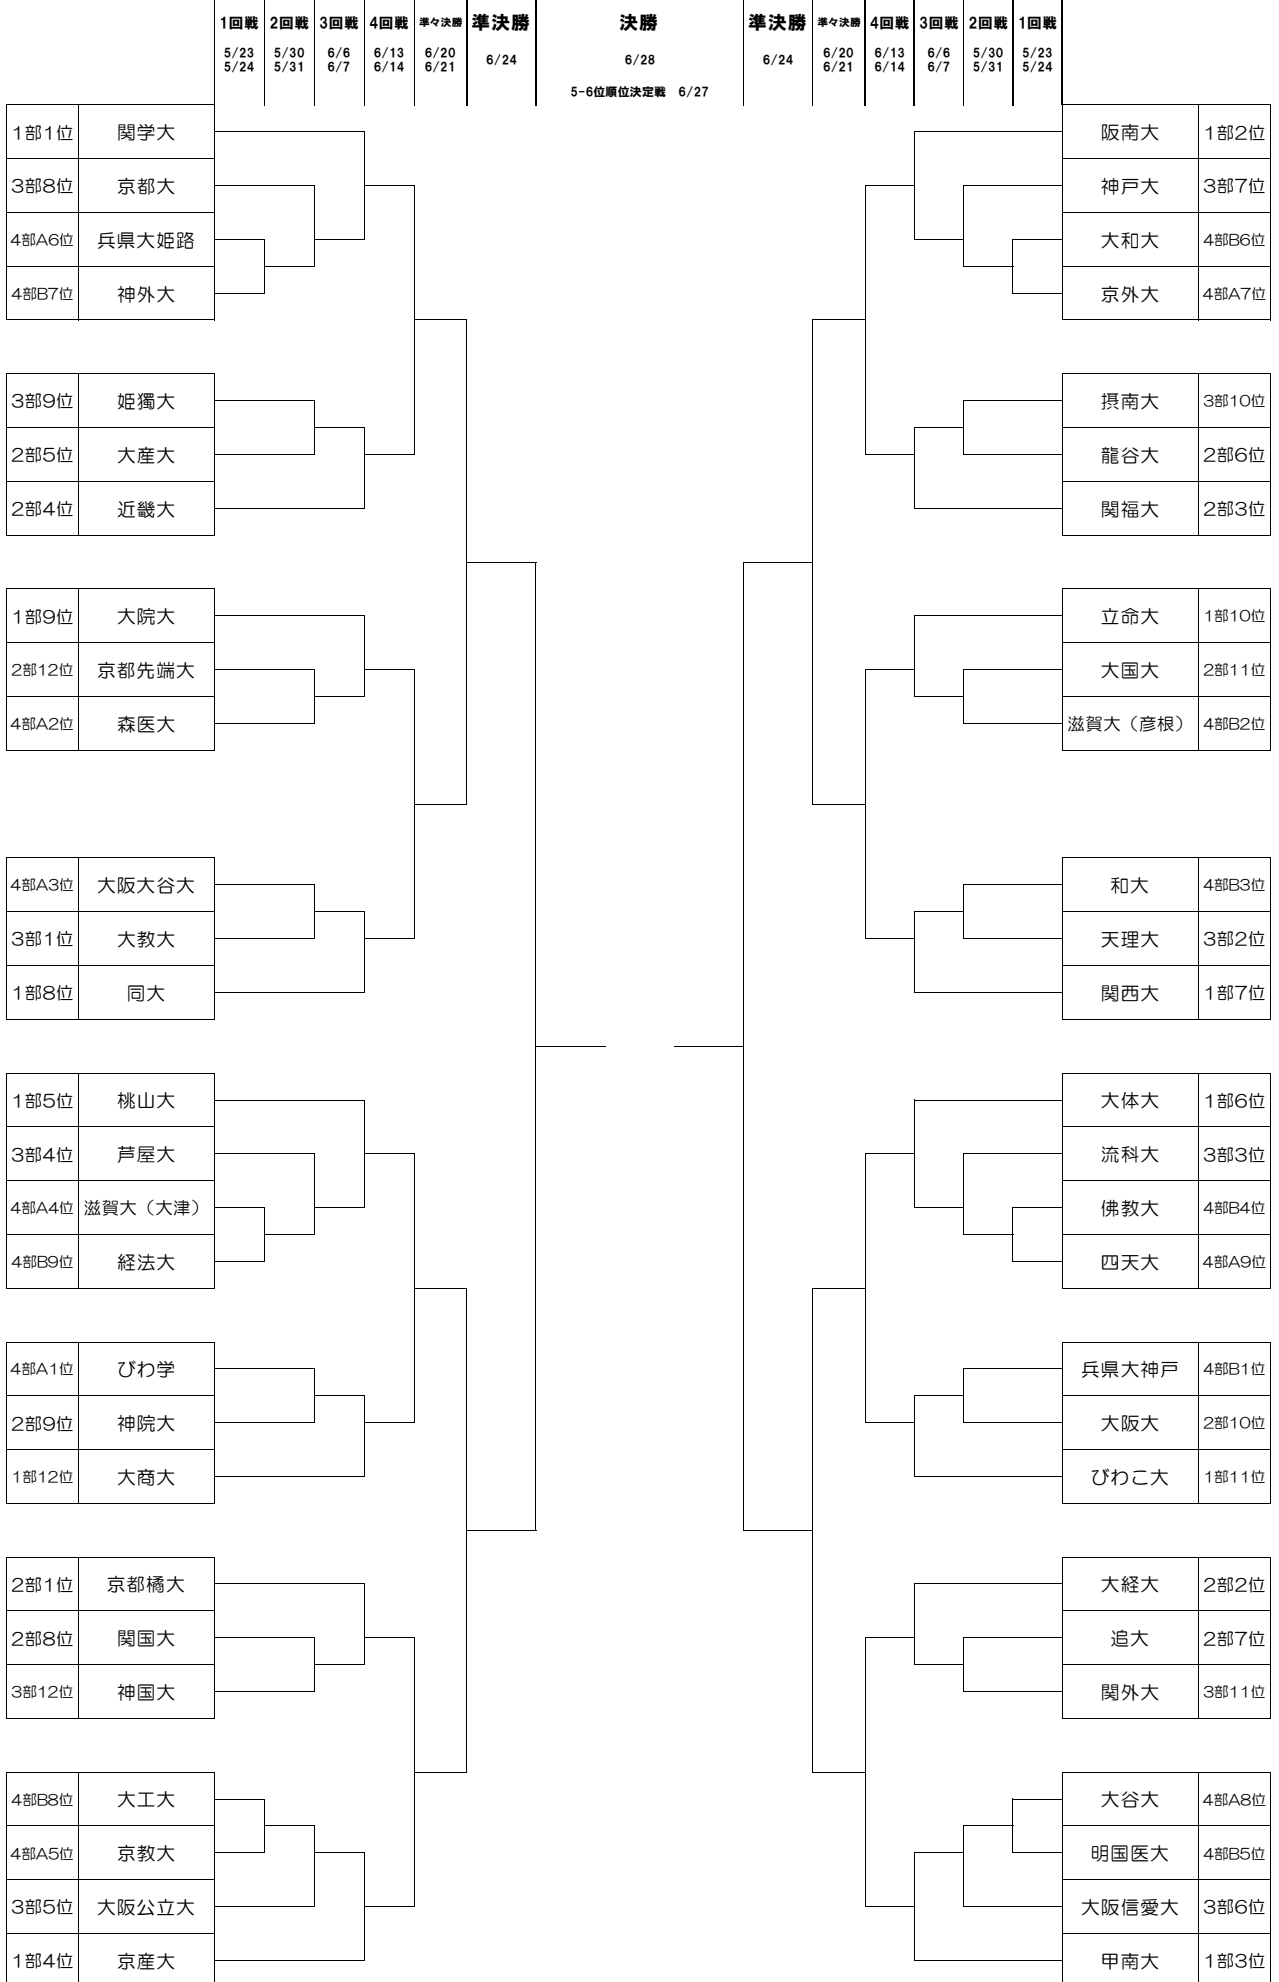 1回戦 2回戦 3回戦 4回戦 準々決勝 準決勝 決勝 準決勝 準々決勝 4回戦 3回戦 2回戦 1回戦
5/23 5/30 6/6 6/13 6/20 6/24 6/28 6/24 6/20 6/13 6/6 5/30 5/23
5/24 5/31 6/7 6/14 6/21 6/21 6/14 6/7 5/31 5/24
5-6位順位決定戦 6/27
1部1位 関学大 阪南大 1部2位
3部8位 京都大 神戸大 3部7位
4部A6位 兵県大姫路 大和大 4部B6位
4部B7位 神外大 京外大 4部A7位
3部9位 姫獨大 摂南大 3部10位
2部5位 大産大 龍谷大 2部6位
2部4位 近畿大 関福大 2部3位
1部9位 大院大 立命大 1部10位
2部12位 京都先端大 大国大 2部11位
4部A2位 森医大 滋賀大（彦根） 4部B2位
4部A3位 大阪大谷大 和大 4部B3位
3部1位 大教大 天理大 3部2位
1部8位 同大 関西大 1部7位
1部5位 桃山大 大体大 1部6位
3部4位 芦屋大 流科大 3部3位
4部A4位 滋賀大（大津） 佛教大 4部B4位
4部B9位 経法大 四天大 4部A9位
4部A1位 びわ学 兵県大神戸 4部B1位
2部9位 神院大 大阪大 2部10位
1部12位 大商大 びわこ大 1部11位
2部1位 京都橘大 大経大 2部2位
2部8位 関国大 追大 2部7位
3部12位 神国大 関外大 3部11位
4部B8位 大工大 大谷大 4部A8位
4部A5位 京教大 明国医大 4部B5位
3部5位 大阪公立大 大阪信愛大 3部6位
1部4位 京産大 甲南大 1部3位